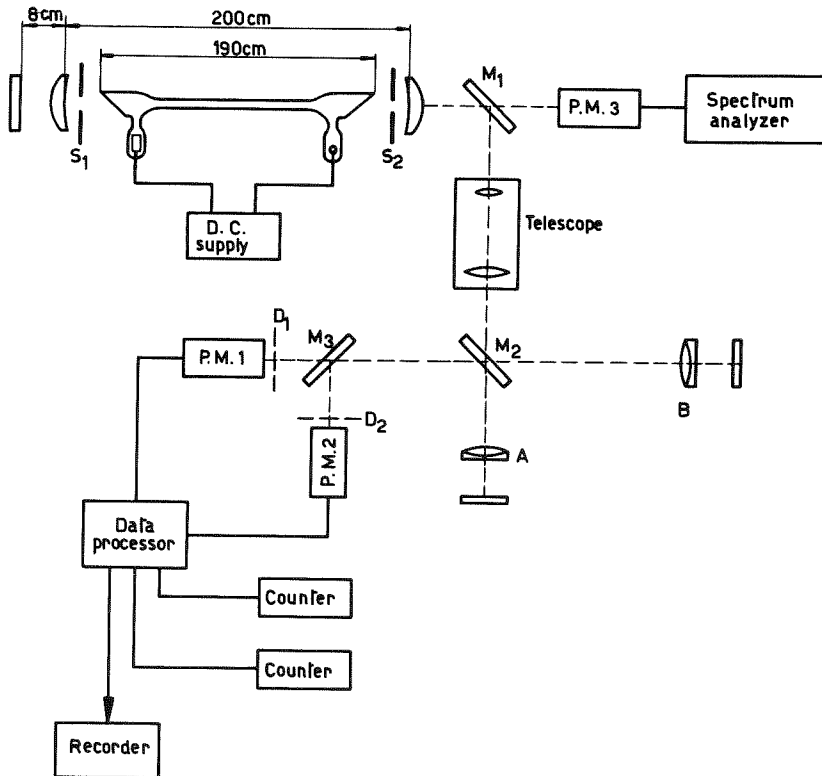 8cm
200cm
190cm
S1
S2
M1
P.M.3
Spectrum
analyzer
D. C.
supply
Telescope
D1
M3
M2
P.M.1
B
D2
P.M.2
A
Data
processor
Counter
Counter
Recorder